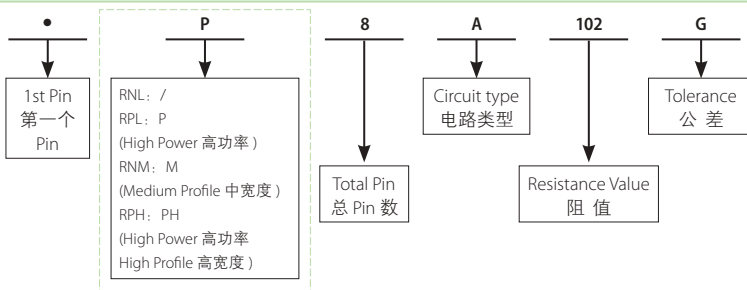 • P 8 A 102 G
1st Pin
第一个
Pin
RNL：/
RPL：P
(High Power 高功率 )
RNM：M
(Medium Profile 中宽度 )
RPH：PH
(High Power 高功率
High Profile 高宽度 )
Total Pin
总 Pin 数
Circuit type
电路类型
Resistance Value
阻 值
Tolerance
公 差